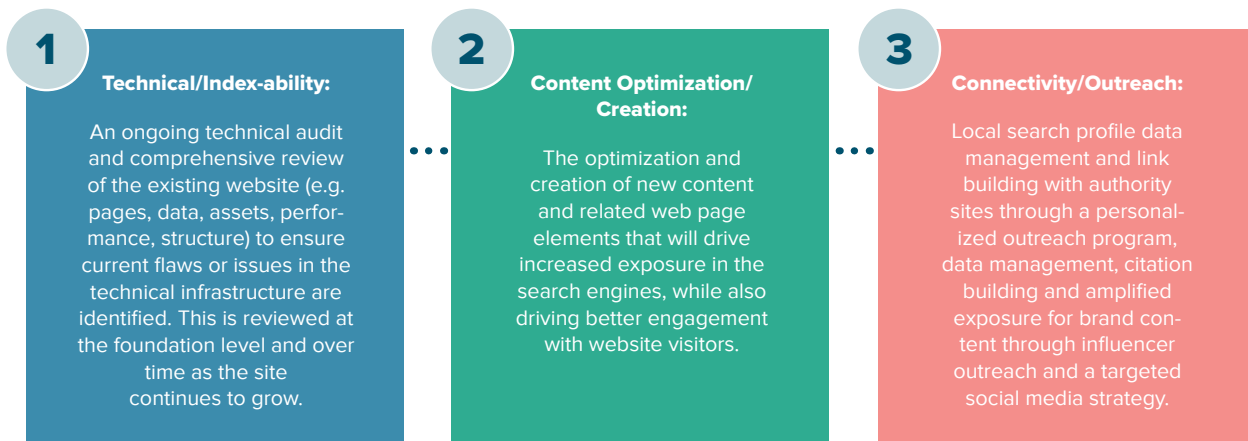 1
Technical/Index-ability:
An ongoing technical audit
and comprehensive review
of the existing website (e.g.
pages, data, assets, perfor-
mance, structure) to ensure
current flaws or issues in the
technical infrastructure are
identified. This is reviewed at
the foundation level and over
time as the site
continues to grow.
2
Content Optimization/
Creation:
The optimization and
creation of new content
and related web page
elements that will drive
increased exposure in the
search engines, while also
driving better engagement
with website visitors.
3
Connectivity/Outreach:
Local search profile data
management and link
building with authority
sites through a personal-
ized outreach program,
data management, citation
building and amplified
exposure for brand con-
tent through influencer
outreach and a targeted
social media strategy.